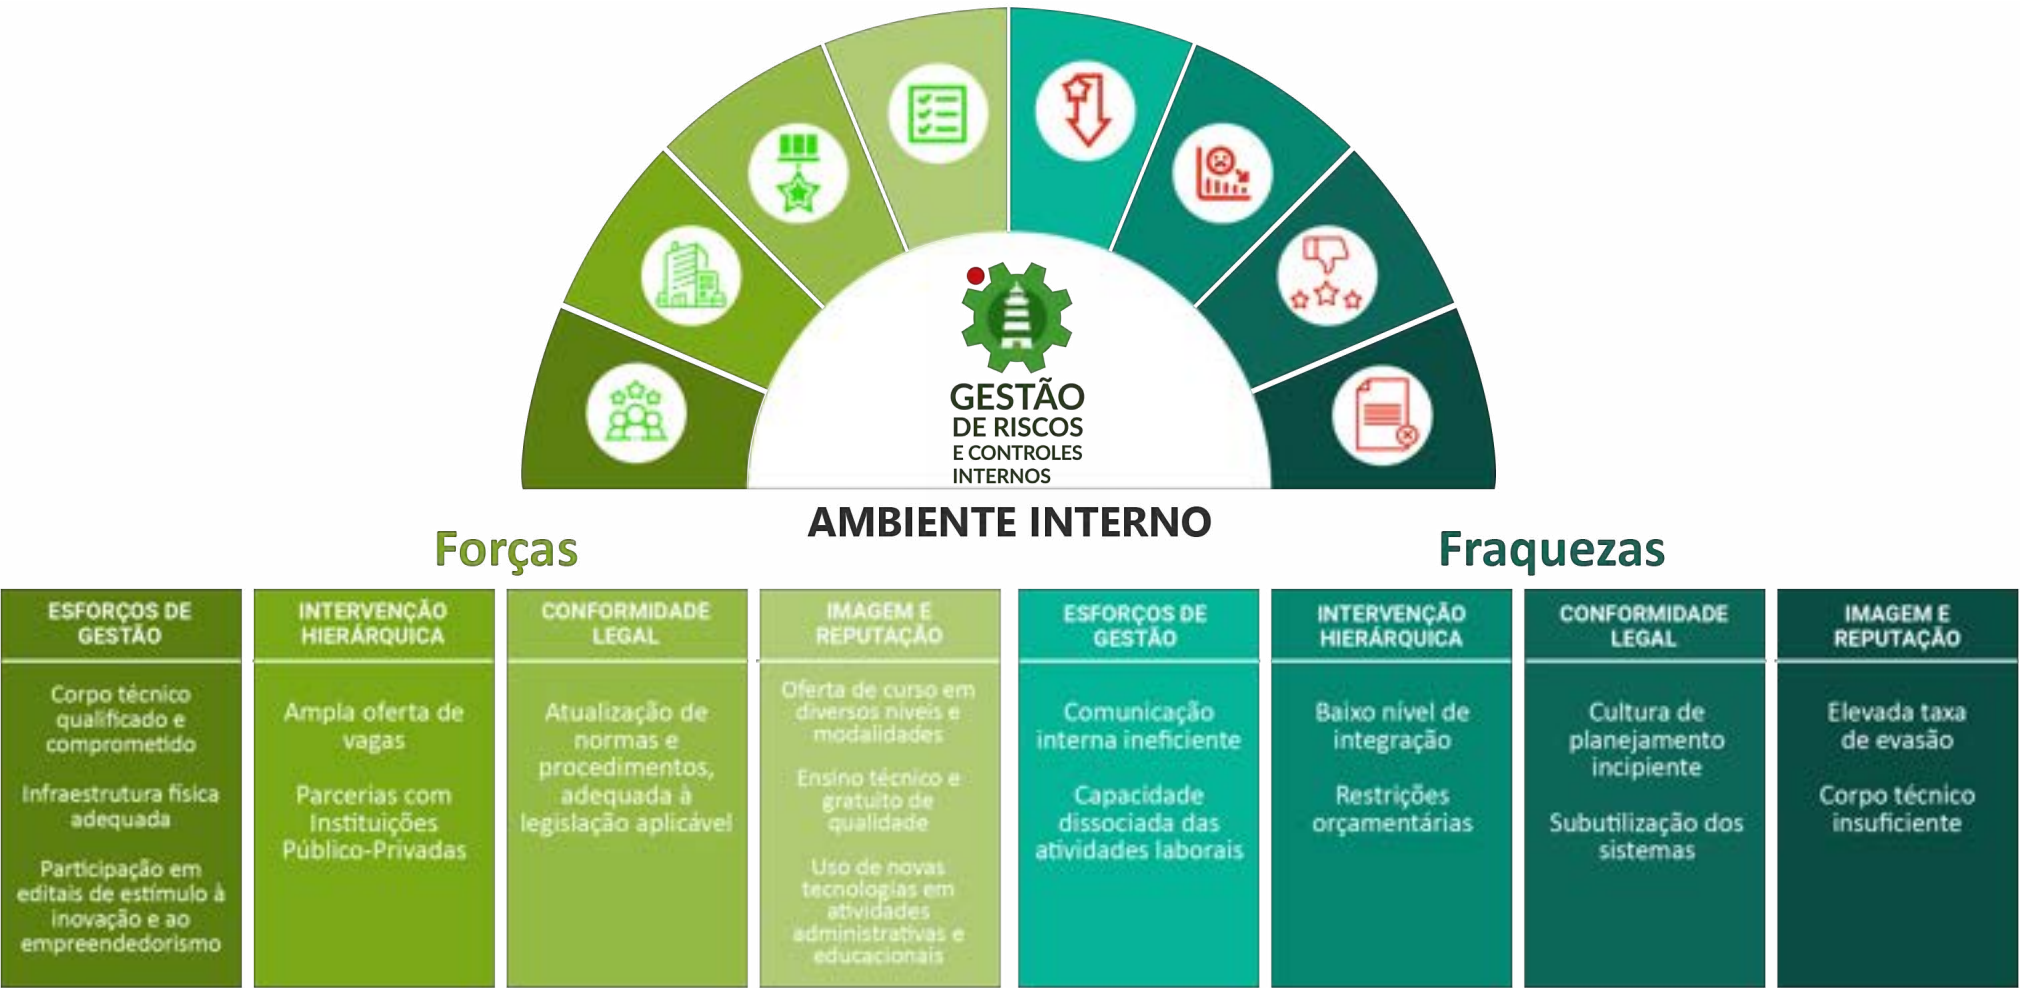 GESTÃO
DE RISCOS
E CONTROLES
INTERNOS
AMBIENTE INTERNO
Forças
Fraquezas
ESFORÇOS DE
GESTÃO
Corpo técnico
qualificado e
comprometido
Infraestrutura física
adequada
Participação em
editais de estímulo à
inovação e ao
empreendedorismo
INTERVENÇÃO
HIERÁRQUICA
Ampla oferta de
vagas
Parcerias com
Instituições
Público-Privadas
CONFORMIDADE
LEGAL
Atualização de
normas e
procedimentos,
adequada à
legislação aplicável
IMAGEM E
REPUTAÇÃO
Oferta de curso em
diversos níveis e
modalidades
Ensino técnico e
gratuito de
qualidade
Uso de novas
tecnologias em
atividades
administrativas e
educacionais
ESFORÇOS DE
GESTÃO
Comunicação
interna ineficiente
Capacidade
dissociada das
atividades laborais
INTERVENÇÃO
HIERÁRQUICA
Baixo nível de
integração
Restrições
orçamentárias
CONFORMIDADE
LEGAL
Cultura de
planejamento
incipiente
Subutilização dos
sistemas
IMAGEM E
REPUTAÇÃO
Elevada taxa
de evasão
Corpo técnico
insuficiente